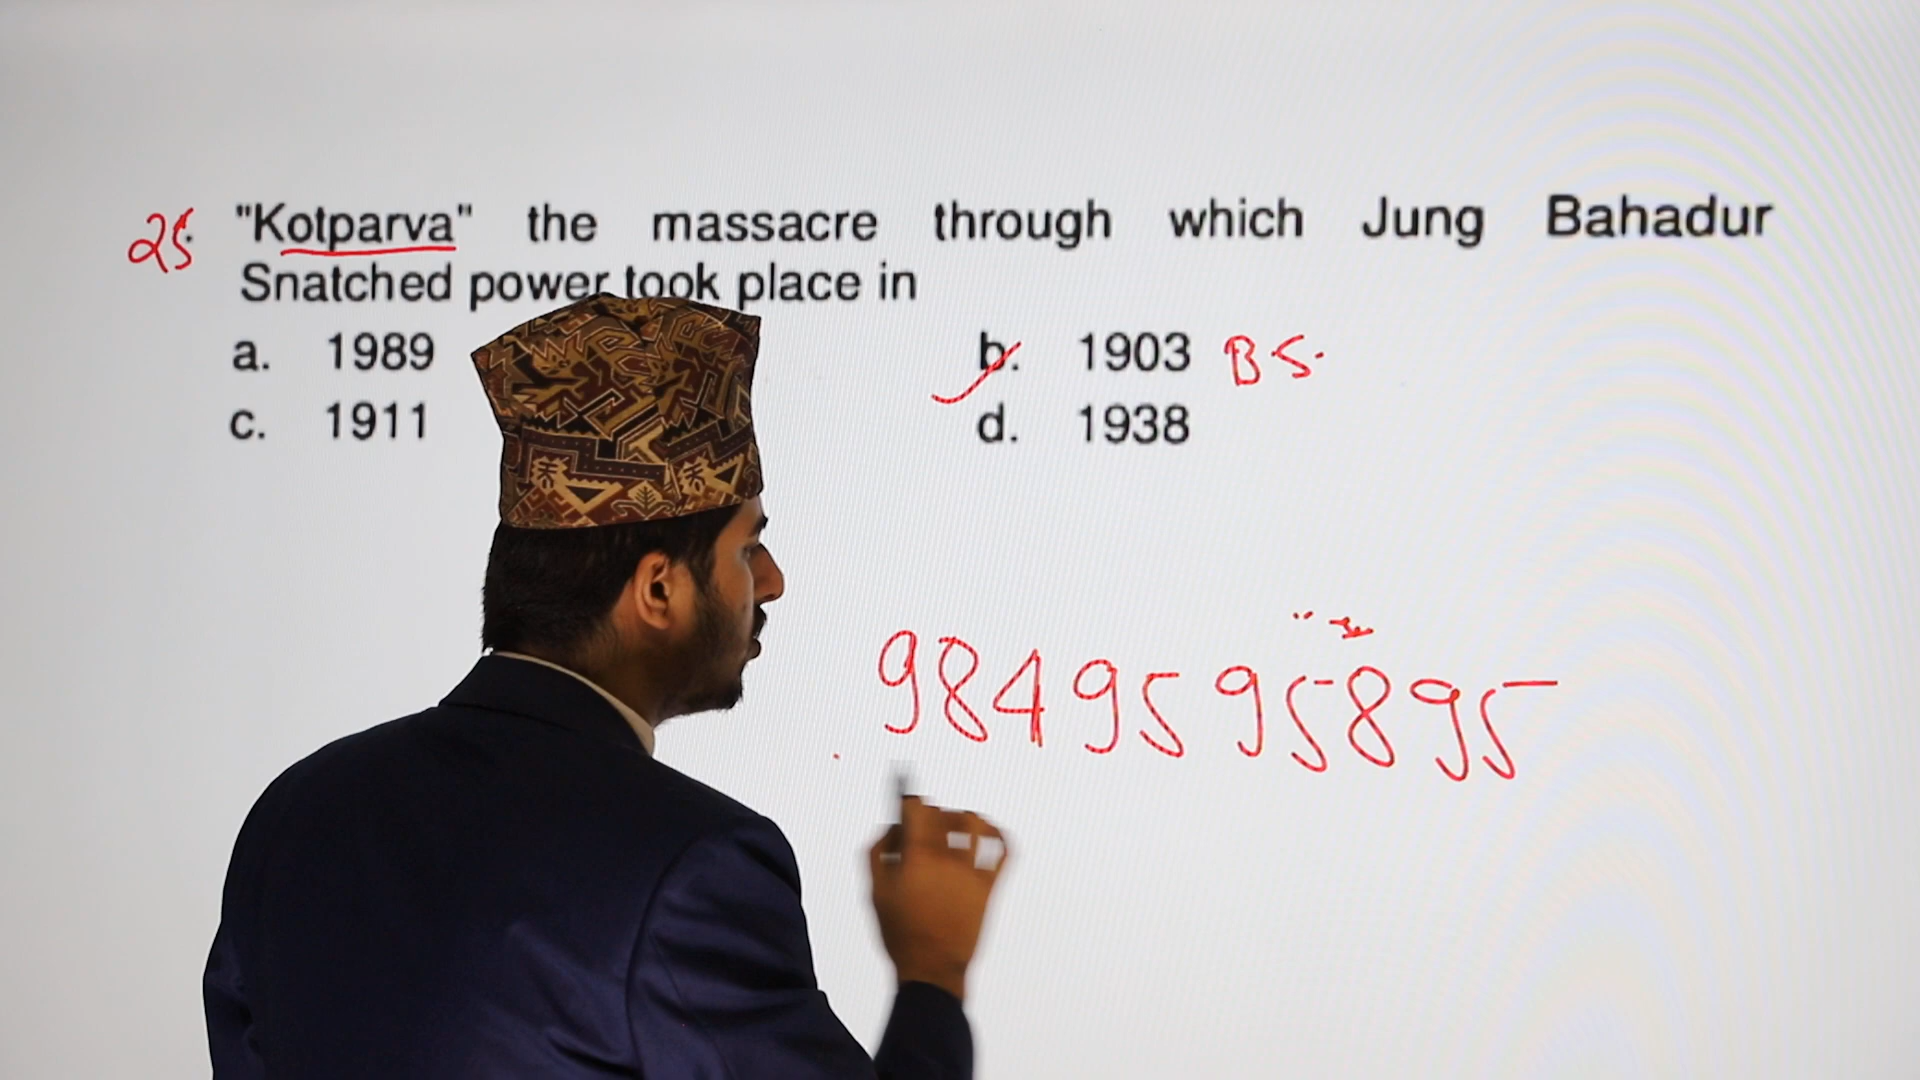 25. "Kotparva" the massacre through which Jung Bahadur
Snatched power took place in
a. 1989
b. 1903 B.S.
c. 1911
d. 1938
9849595895